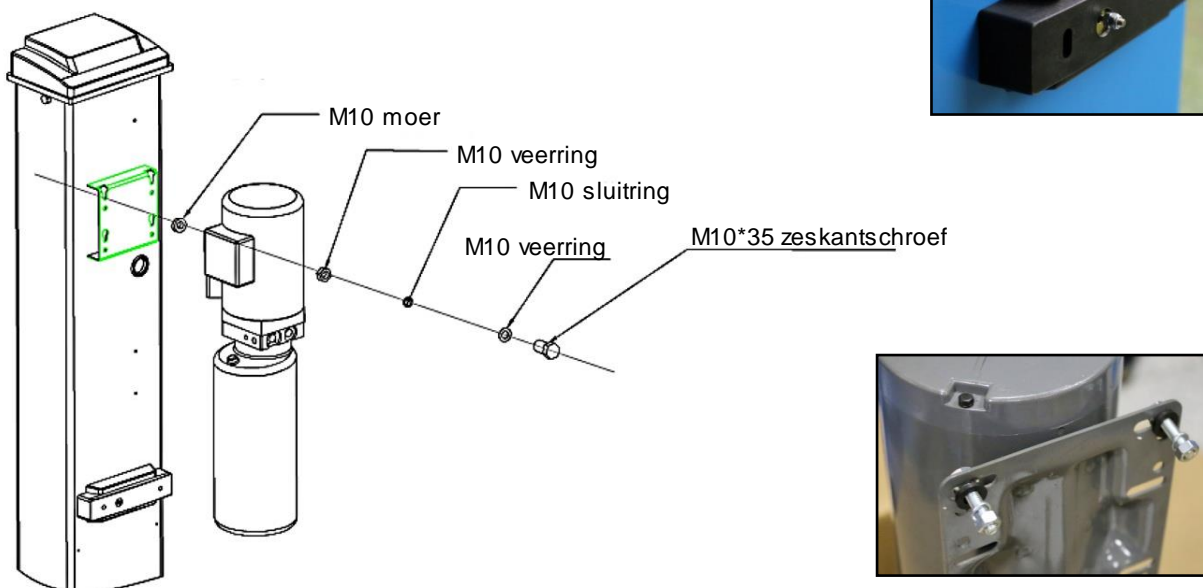 M10 moer
M10 veerring
M10 sluitring
M10 veerring
M10*35 zeskantschroef